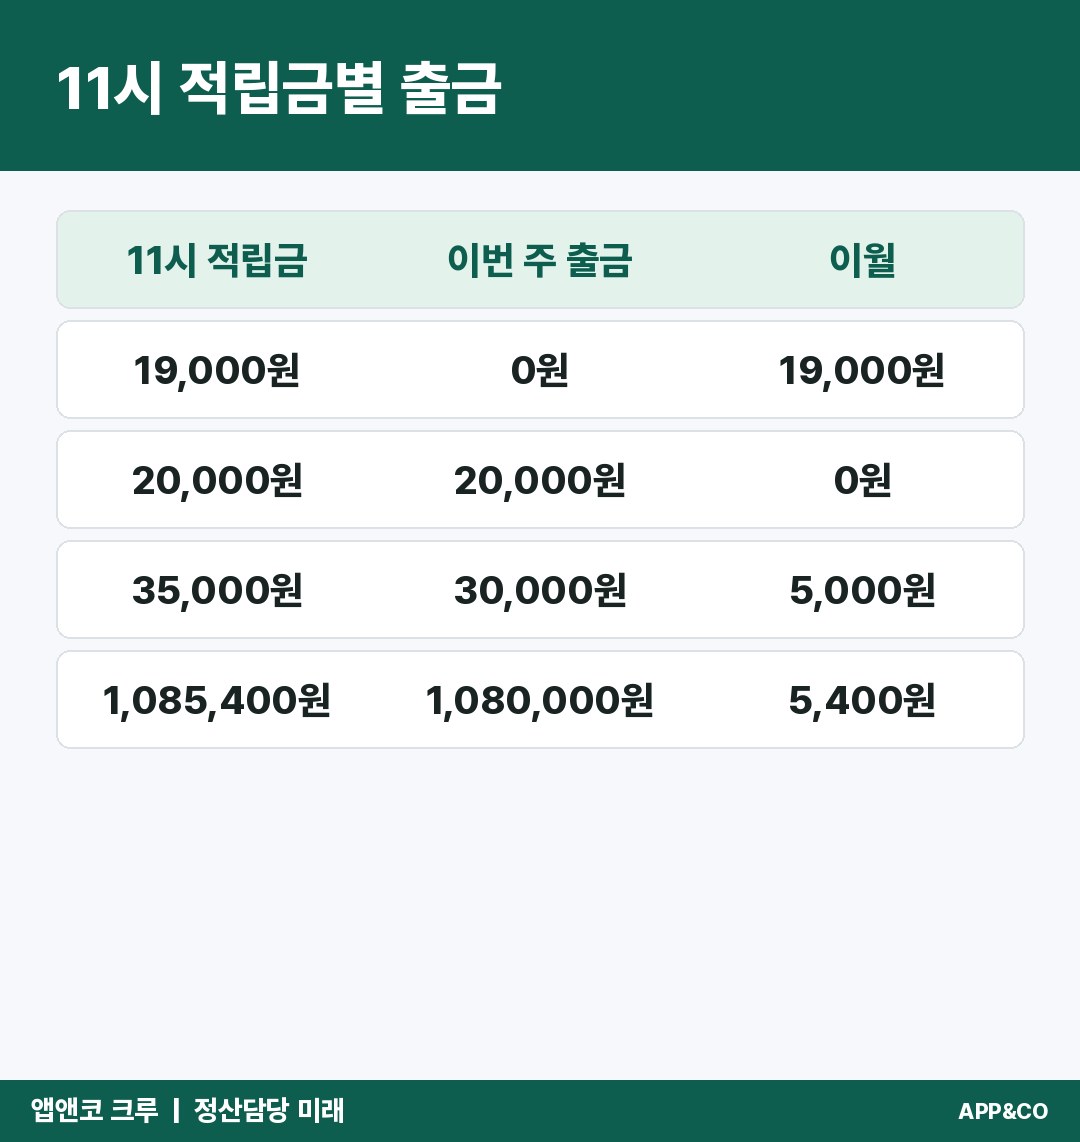 11시 적립금별 출금
11시 적립금 이번 주 출금 이월
19,000원 0원 19,000원
20,000원 20,000원 0원
35,000원 30,000원 5,000원
1,085,400원 1,080,000원 5,400원
앱앤코 크루 | 정산담당 미래 APP&CO